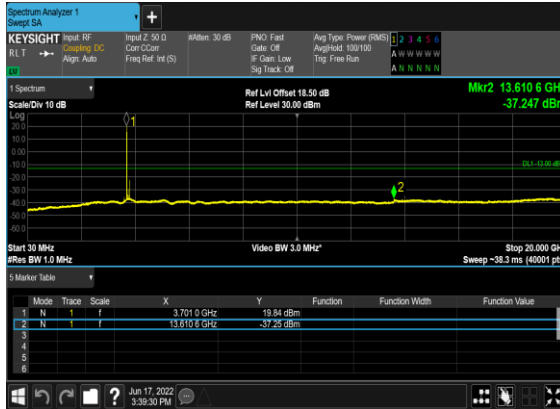 Spectrum Analyzer 1
Swept SA
+
KEYSIGHT Input: RF Input Z: 50 Ω #Atten: 30 dB PNO: Fast Avg Type: Power (RMS) 1 2 3 4 5 6
RLT Coupling: DC Corr CCorr Gate: Off Avg|Hold: 100/100 A W W W W W
Align: Auto Freq Ref: Int (S) IF Gain: Low Trig: Free Run
Sig Track: Off A N N N N N
LU
1 Spectrum Ref Lvl Offset 18.50 dB Mkr2 13.610 6 GH
Scale/Div 10 dB Ref Level 30.00 dBm -37.247 dBr
Log
20.0
10.0
0.00
-10.0
-20.0
-30.0
-40.0
-50.0
-60.0
1
DL1 -13.00 dB
2
Start 30 MHz Video BW 3.0 MHz* Stop 20.000 GH
#Res BW 1.0 MHz Sweep ~38.3 ms (40001 pt
5 Marker Table
Mode Trace Scale X Y Function Function Width Function Value
1 N 1 f 3.701 0 GHz 19.84 dBm
2 N 1 f 13.610 6 GHz -37.25 dBm
3
4
5
6
? Jun 17, 2022
3:39:30 PM